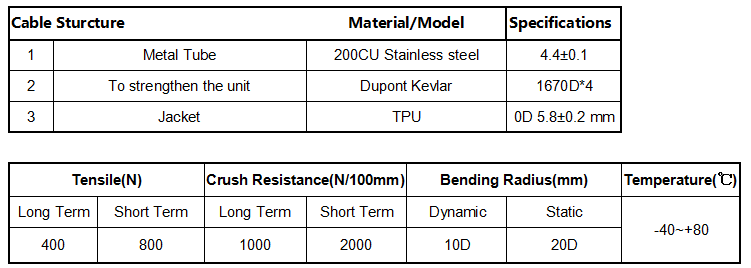 Cable Sturcture Material/Model Specifications
1 Metal Tube 200CU Stainless steel 4.4±0.1
2 To strengthen the unit Dupont Kevlar 1670D*4
3 Jacket TPU 0D 5.8±0.2 mm
Tensile(N) Crush Resistance(N/100mm) Bending Radius(mm) Temperature(℃)
Long Term Short Term Long Term Short Term Dynamic Static -40~+80
400 800 1000 2000 10D 20D